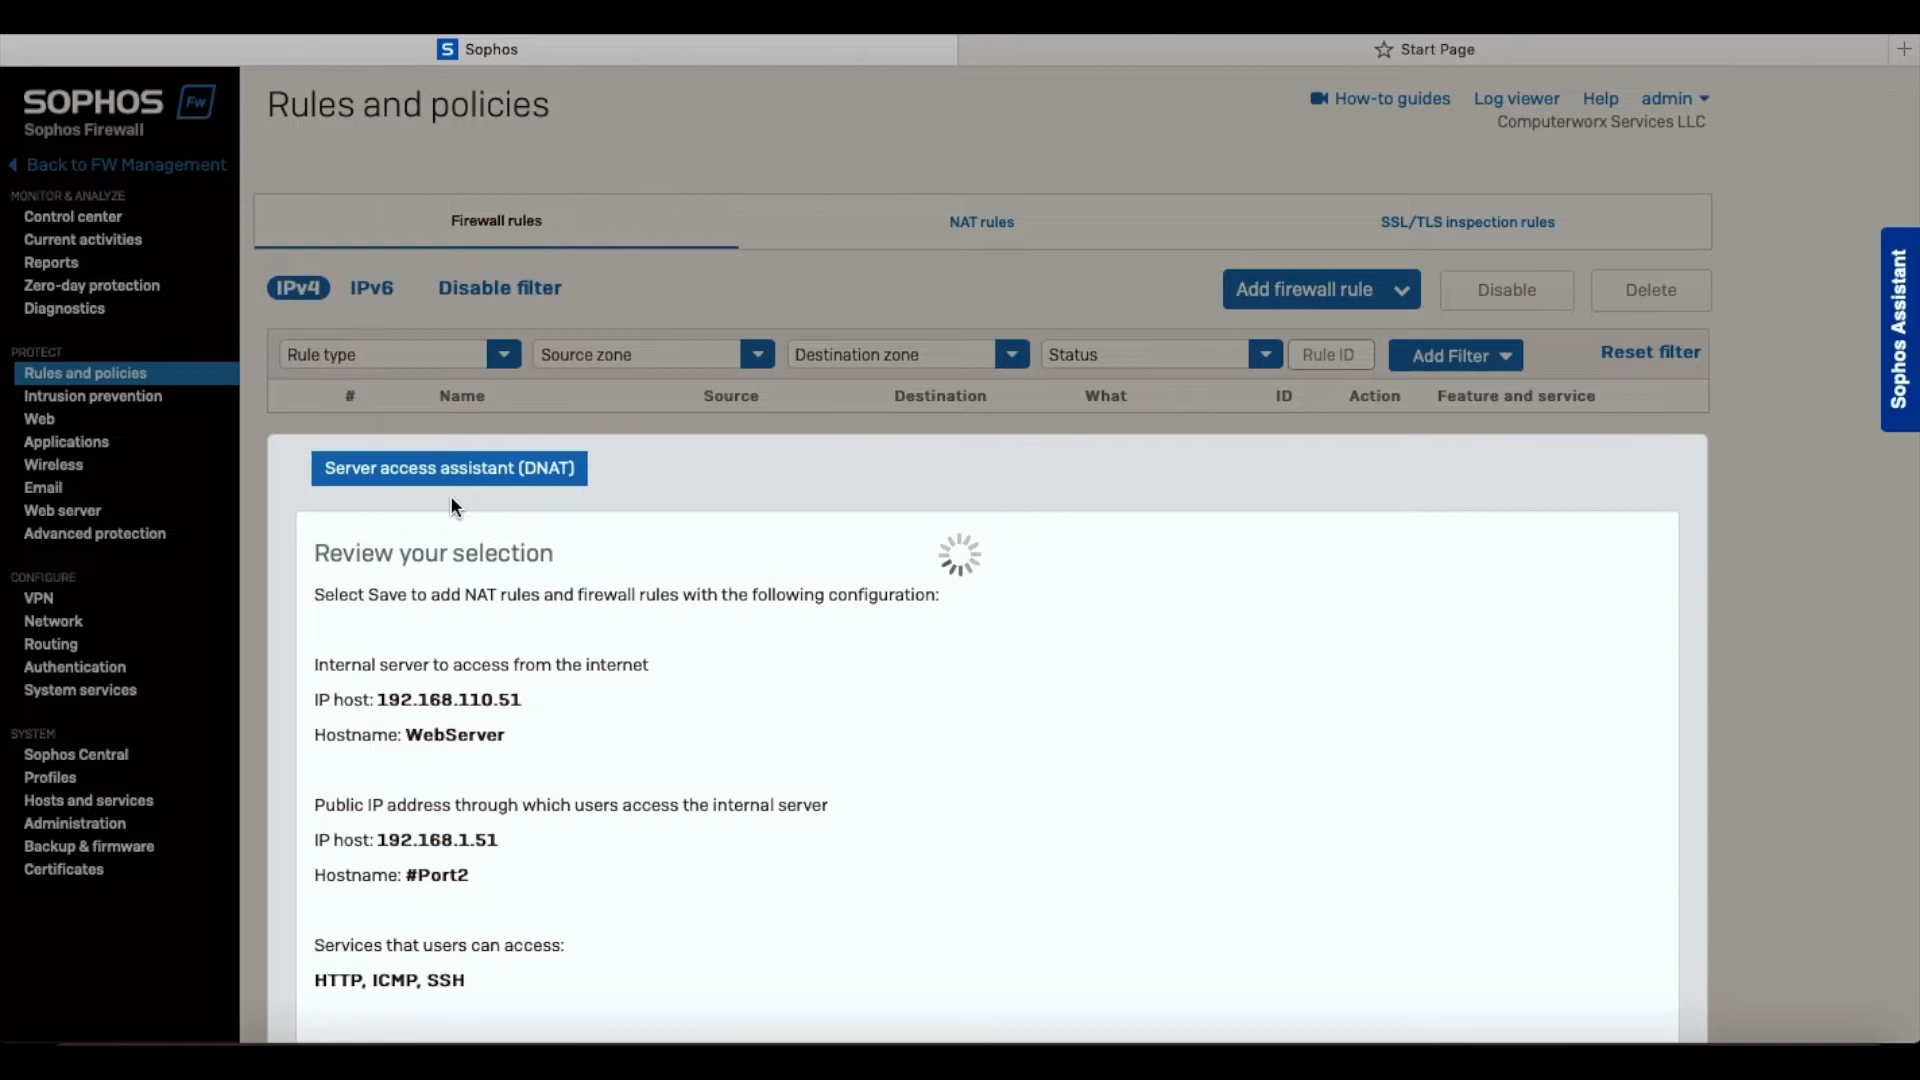 S Sophos
Start Page
SOPHOS Fw
Sophos Firewall
Back to FW Management
MONITOR & ANALYZE
Control center
Current activities
Reports
Zero-day protection
Diagnostics
PROTECT
Rules and policies
Intrusion prevention
Web
Applications
Wireless
Email
Web server
Advanced protection
CONFIGURE
VPN
Network
Routing
Authentication
System services
SYSTEM
Sophos Central
Profiles
Hosts and services
Administration
Backup & firmware
Certificates
Rules and policies
How-to guides Log viewer Help admin
Computerworx Services LLC
Firewall rules NAT rules SSL/TLS inspection rules
IPv4 IPv6 Disable filter Add firewall rule Disable Delete
Rule type Source zone Destination zone Status Rule ID Add Filter Reset filter
# Name Source Destination What ID Action Feature and service
Server access assistant (DNAT)
Review your selection
Select Save to add NAT rules and firewall rules with the following configuration:
Internal server to access from the internet
IP host: 192.168.110.51
Hostname: WebServer
Public IP address through which users access the internal server
IP host: 192.168.1.51
Hostname: #Port2
Services that users can access:
HTTP, ICMP, SSH
Sophos Assistant